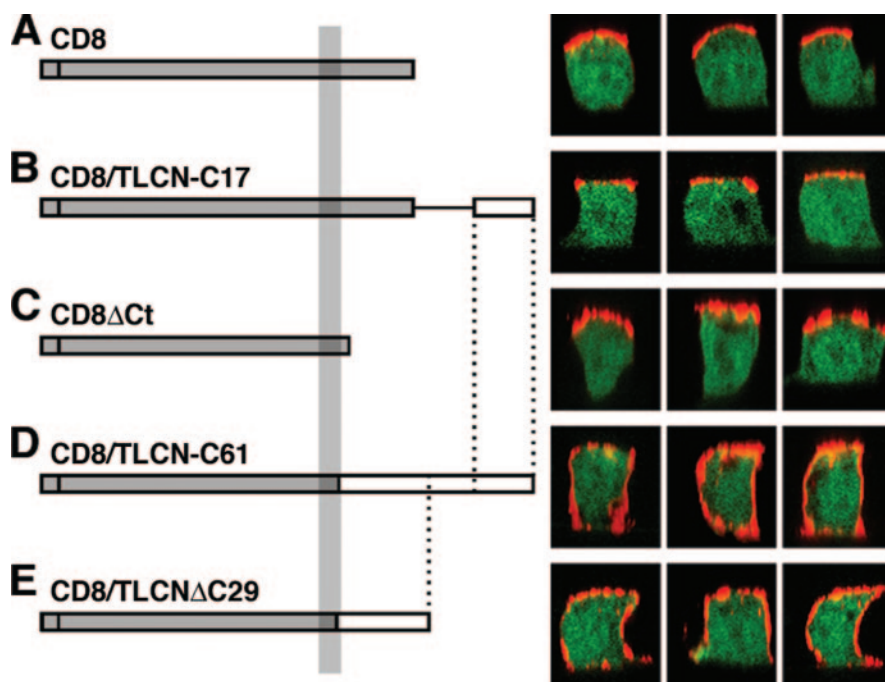 A CD8
B CD8/TLCN-C17
C CD8ΔCt
D CD8/TLCN-C61
E CD8/TLCNΔC29